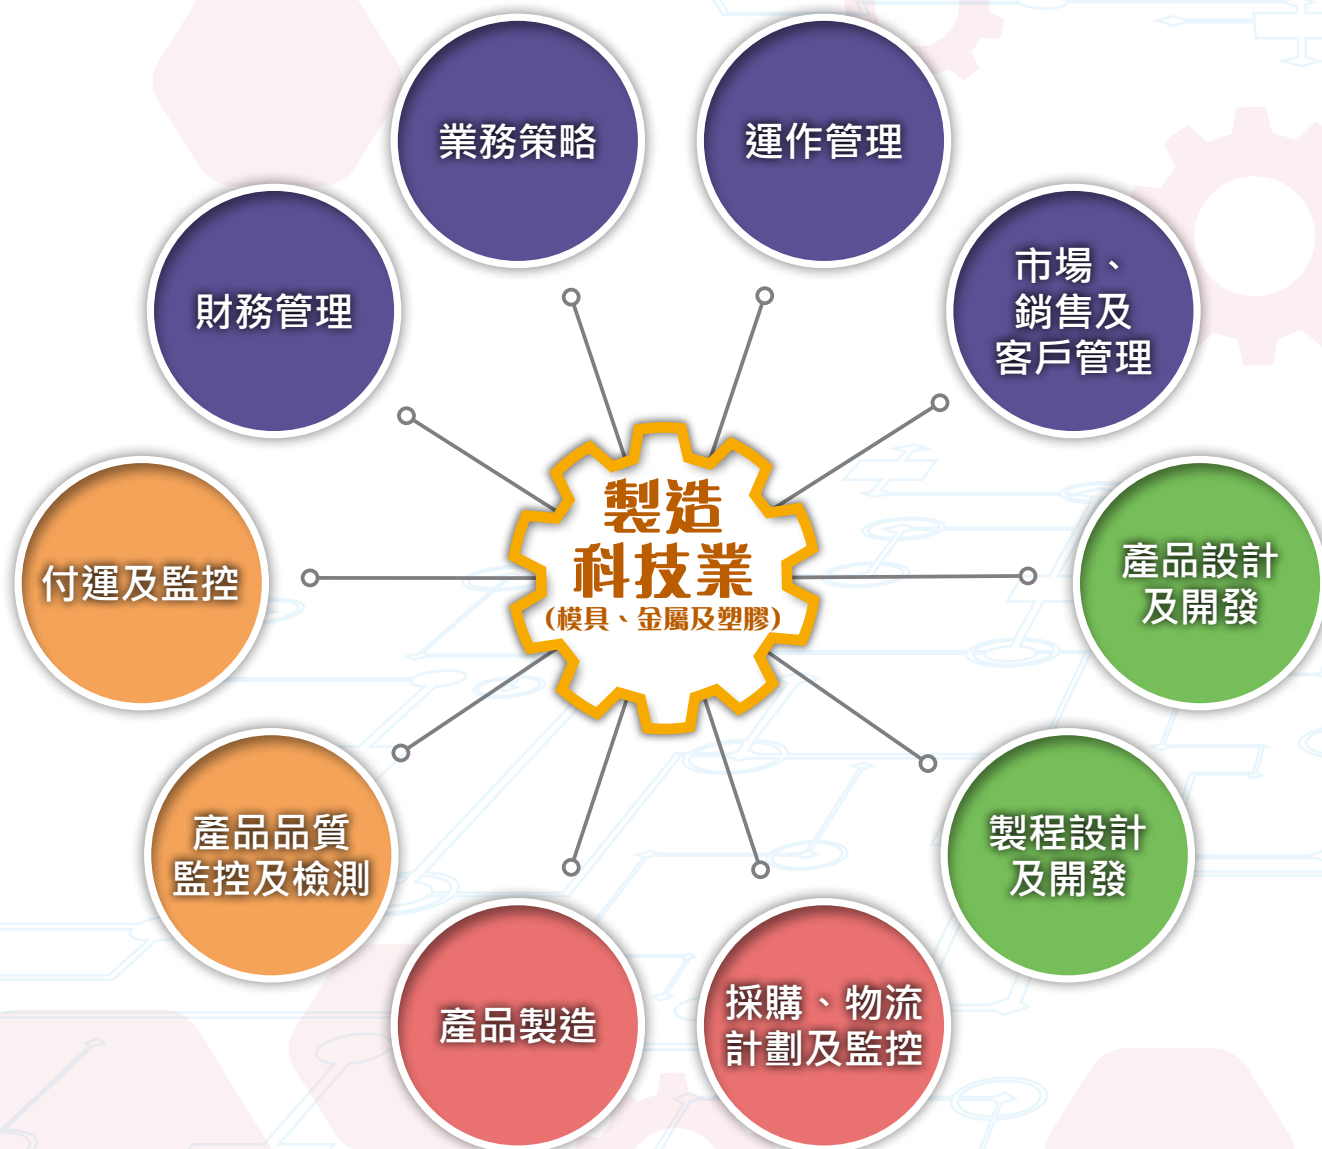 業務策略
運作管理
財務管理
市場、
銷售及
客戶管理
製造
科技業
(模具、金屬及塑膠)
付運及監控
產品設計
及開發
產品品質
監控及檢測
製程設計
及開發
產品製造
採購、物流
計劃及監控